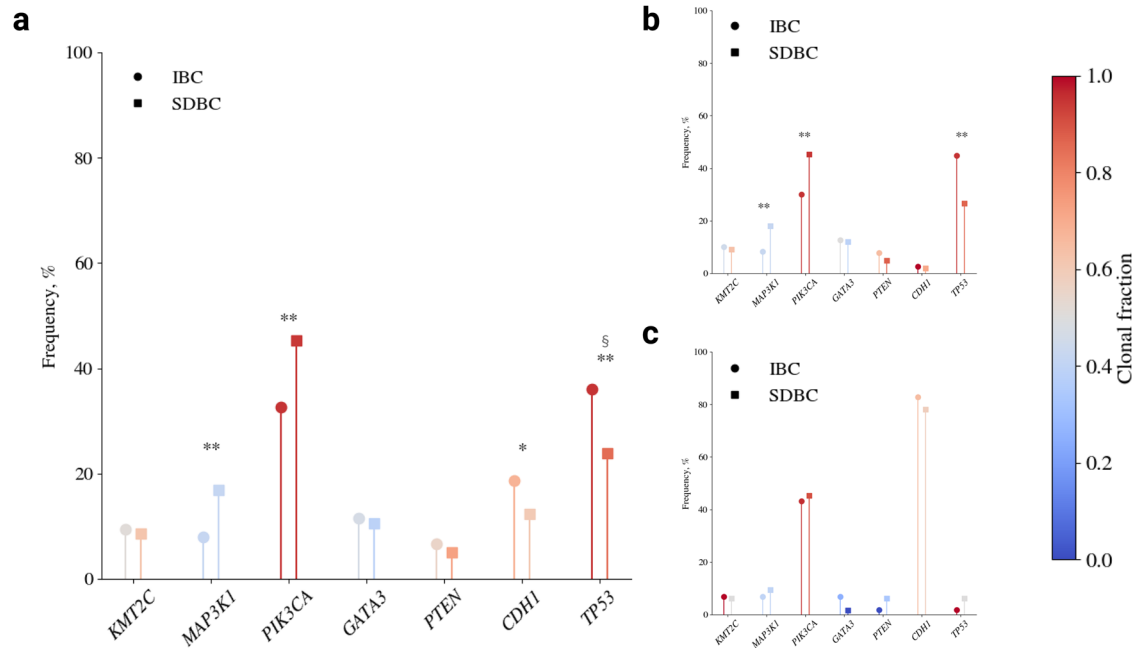 a
Frequency, %
100
80
60
40
20
0
IBC
SDBC
**
**
*
§
**
KMT2C
MAP3K1
PIK3CA
GATA3
PTEN
CDH1
TP53
b
Frequency, %
100
80
60
40
20
0
IBC
SDBC
**
**
**
KMT2C
MAP3K1
PIK3CA
GATA3
PTEN
CDH1
TP53
c
Frequency, %
100
80
60
40
20
0
IBC
SDBC
KMT2C
MAP3K1
PIK3CA
GATA3
PTEN
CDH1
TP53
1.0
0.8
0.6
0.4
0.2
0.0
Clonal fraction